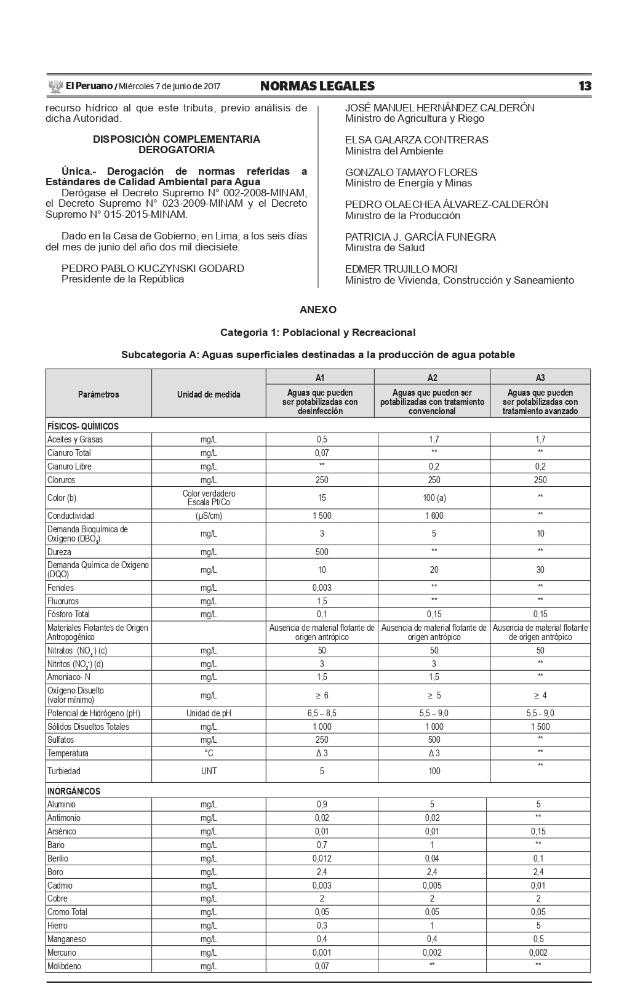 El Peruano / Miércoles 7 de junio de 2017 NORMAS LEGALES 13
recurso hídrico al que este tributa, previo análisis de
dicha Autoridad.
DISPOSICIÓN COMPLEMENTARIA
DEROGATORIA
Única.- Derogación de normas referidas a
Estándares de Calidad Ambiental para Agua
Derógase el Decreto Supremo N° 002-2008-MINAM,
el Decreto Supremo N° 023-2009-MINAM y el Decreto
Supremo N° 015-2015-MINAM.
Dado en la Casa de Gobierno, en Lima, a los seis días
del mes de junio del año dos mil diecisiete.
PEDRO PABLO KUCZYNSKI GODARD
Presidente de la República
JOSÉ MANUEL HERNÁNDEZ CALDERÓN
Ministro de Agricultura y Riego
ELSA GALARZA CONTRERAS
Ministra del Ambiente
GONZALO TAMAYO FLORES
Ministro de Energía y Minas
PEDRO OLAECHEA ÁLVAREZ-CALDERÓN
Ministro de la Producción
PATRICIA J. GARCÍA FUNEGRA
Ministra de Salud
EDMER TRUJILLO MORI
Ministro de Vivienda, Construcción y Saneamiento
ANEXO
Categoría 1: Poblacional y Recreacional
Subcategoría A: Aguas superficiales destinadas a la producción de agua potable
A1 A2 A3
Parámetros Unidad de medida
Aguas que pueden Aguas que pueden ser Aguas que pueden
ser potabilizadas con potabilizadas con tratamiento ser potabilizadas con
desinfección convencional tratamiento avanzado
FÍSICOS- QUÍMICOS
Aceites y Grasas mg/L 0,5 1,7 1,7
Cianuro Total mg/L 0,07 ** **
Cianuro Libre mg/L ** 0,2 0,2
Cloruros mg/L 250 250 250
Color (b) Color verdadero
Escala Pt/Co 15 100 (a) **
Conductividad (µS/cm) 1 500 1 600 **
Demanda Bioquímica de
Oxígeno (DBO5) mg/L 3 5 10
Dureza mg/L 500 ** **
Demanda Química de Oxígeno
(DQO) mg/L 10 20 30
Fenoles mg/L 0,003 ** **
Fluoruros mg/L 1,5 ** **
Fósforo Total mg/L 0,1 0,15 0,15
Materiales Flotantes de Origen Ausencia de material flotante de Ausencia de material flotante de Ausencia de material flotante
Antropogénico origen antrópico origen antrópico de origen antrópico
Nitratos (NO3-) (c) mg/L 50 50 50
Nitritos (NO2-) (d) mg/L 3 3 **
Amoniaco- N mg/L 1,5 1,5 **
Oxígeno Disuelto
(valor mínimo) mg/L ≥ 6 ≥ 5 ≥ 4
Potencial de Hidrógeno (pH) Unidad de pH 6,5 – 8,5 5,5 – 9,0 5,5 - 9,0
Sólidos Disueltos Totales mg/L 1 000 1 000 1 500
Sulfatos mg/L 250 500 **
Temperatura °C Δ 3 Δ 3 **
Turbiedad UNT 5 100 **
INORGÁNICOS
Aluminio mg/L 0,9 5 5
Antimonio mg/L 0,02 0,02 **
Arsénico mg/L 0,01 0,01 0,15
Bario mg/L 0,7 1 **
Berilio mg/L 0,012 0,04 0,1
Boro mg/L 2,4 2,4 2,4
Cadmio mg/L 0,003 0,005 0,01
Cobre mg/L 2 2 2
Cromo Total mg/L 0,05 0,05 0,05
Hierro mg/L 0,3 1 5
Manganeso mg/L 0,4 0,4 0,5
Mercurio mg/L 0,001 0,002 0,002
Molibdeno mg/L 0,07 ** **